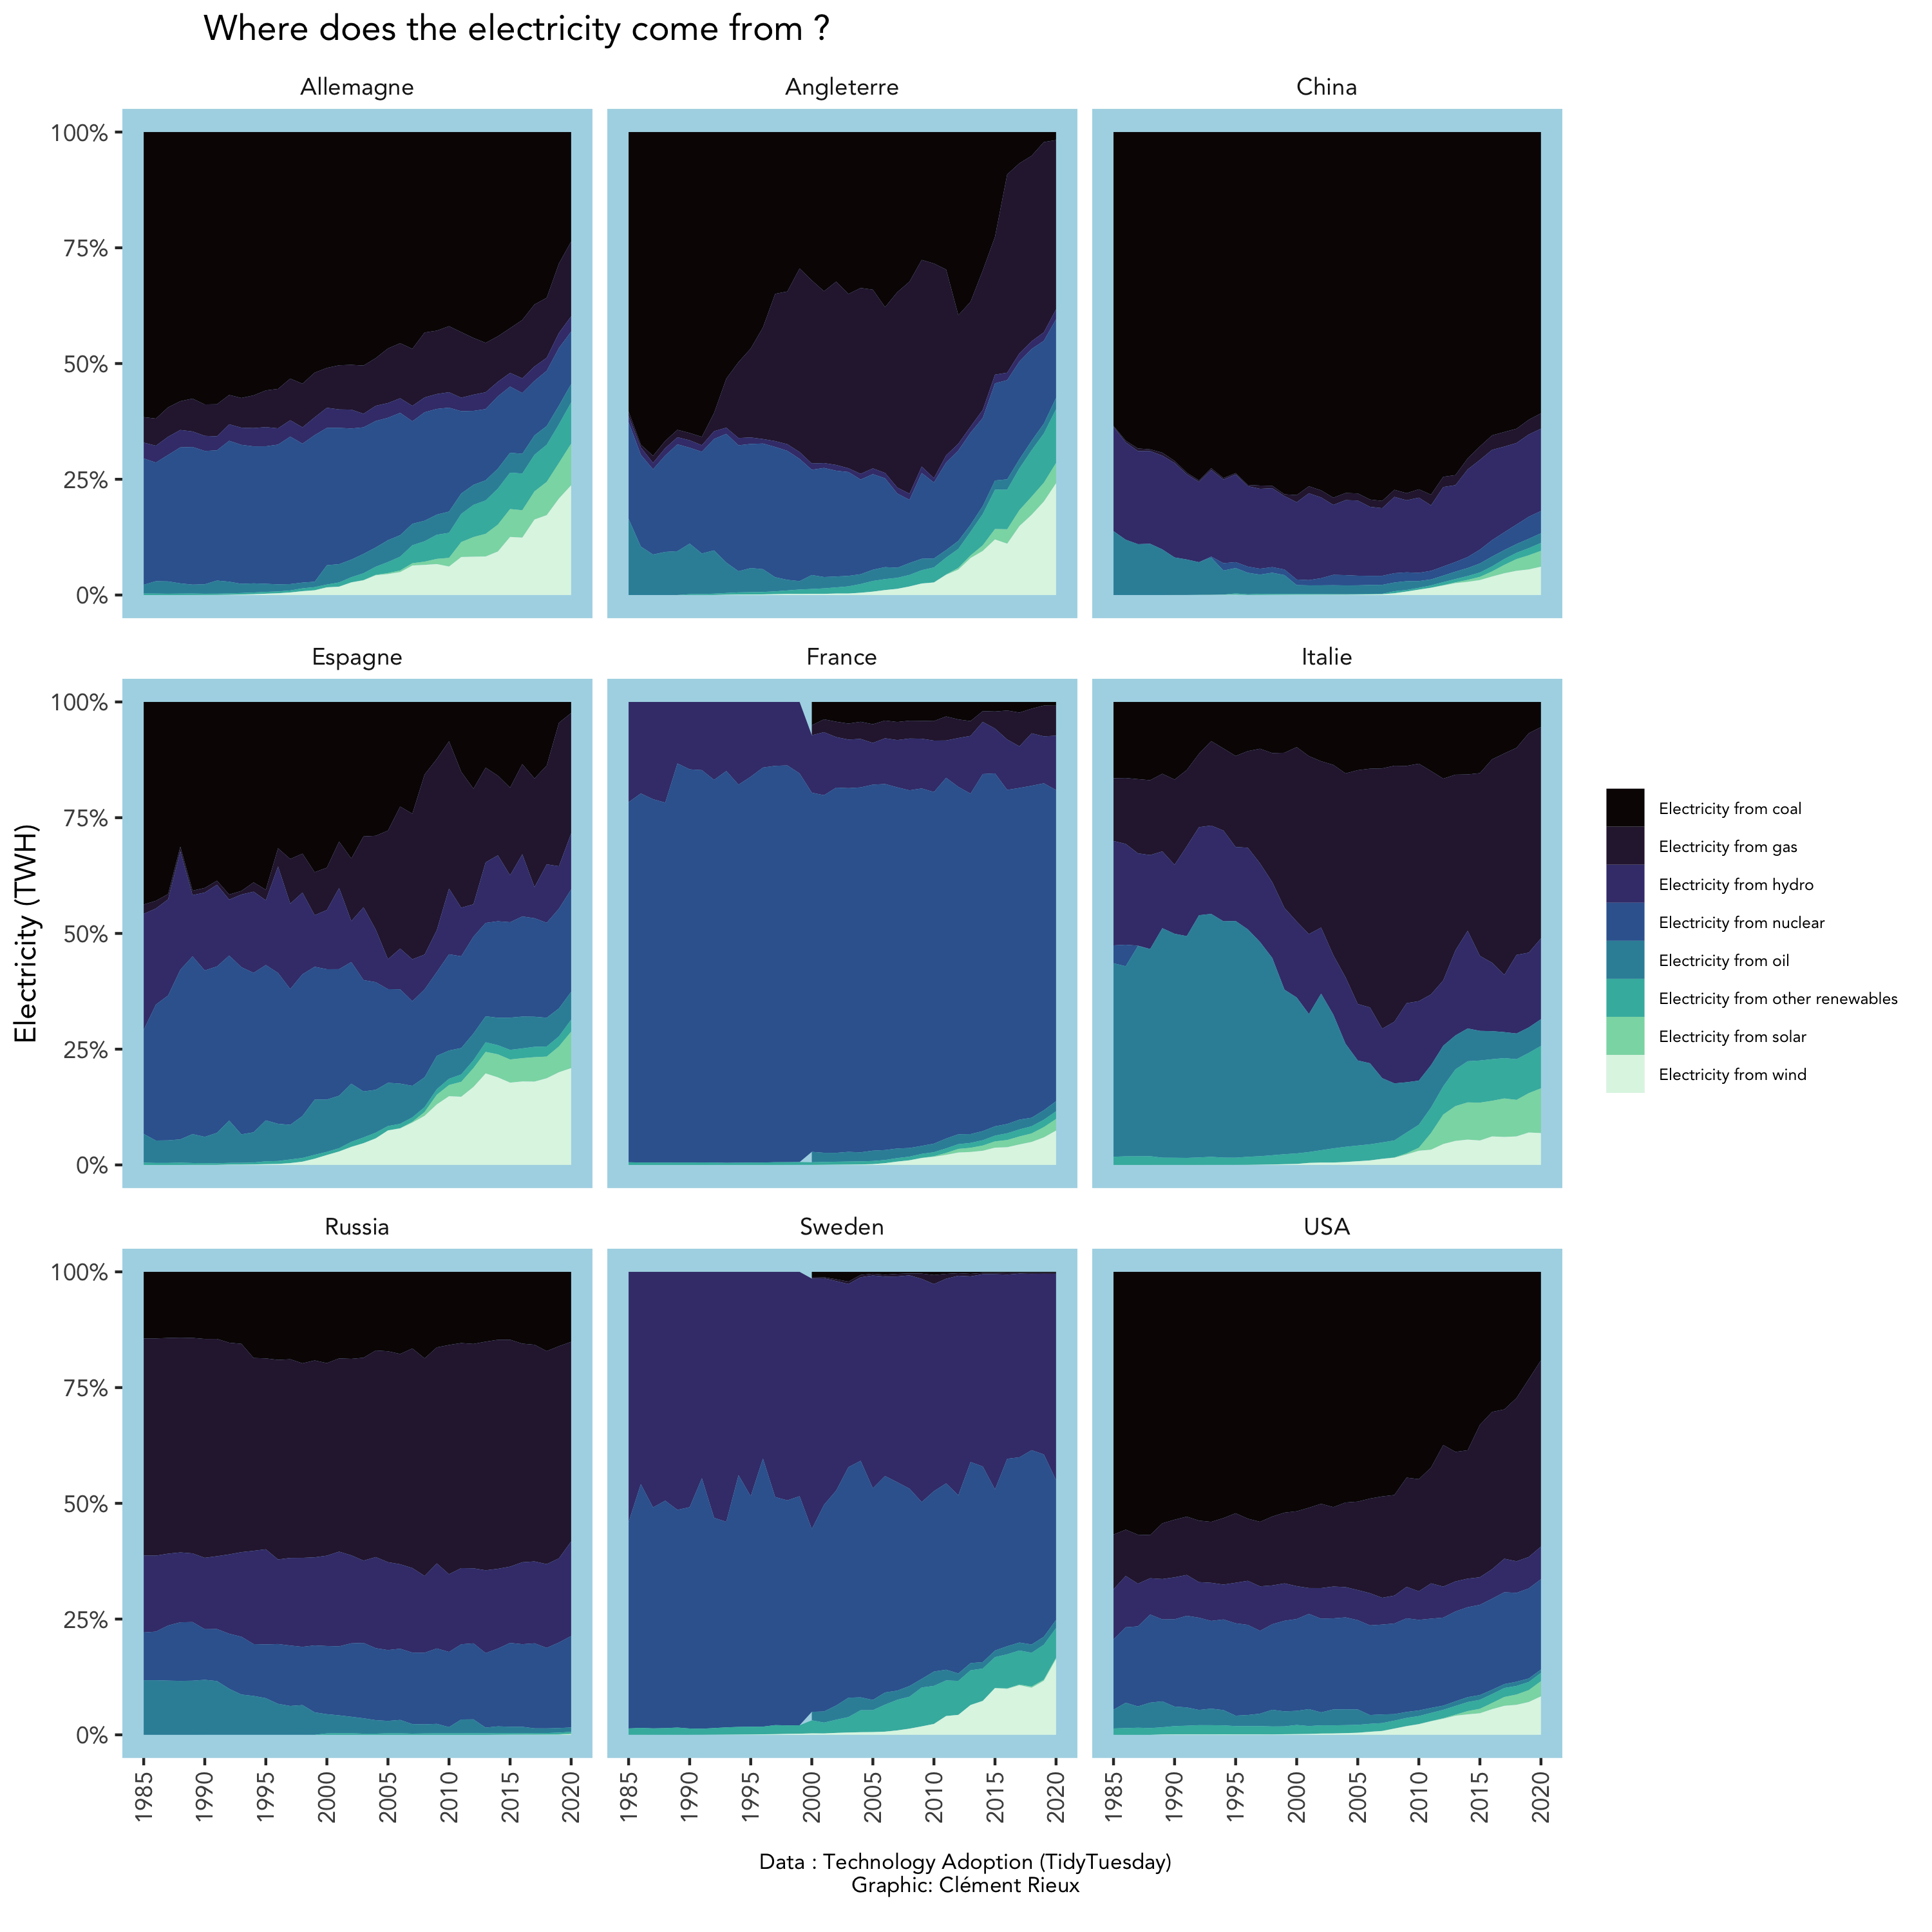 Where does the electricity come from ?
Allemagne
Angleterre
China
100%
75%
50%
25%
0%
Espagne
France
Italie
100%
75%
50%
25%
0%
Electricity (TWH)
Electricity from coal
Electricity from gas
Electricity from hydro
Electricity from nuclear
Electricity from oil
Electricity from other renewables
Electricity from solar
Electricity from wind
Russia
Sweden
USA
100%
75%
50%
25%
0%
1985 1990 1995 2000 2005 2010 2015 2020
1985 1990 1995 2000 2005 2010 2015 2020
1985 1990 1995 2000 2005 2010 2015 2020
Data : Technology Adoption (TidyTuesday)
Graphic: Clément Rieux